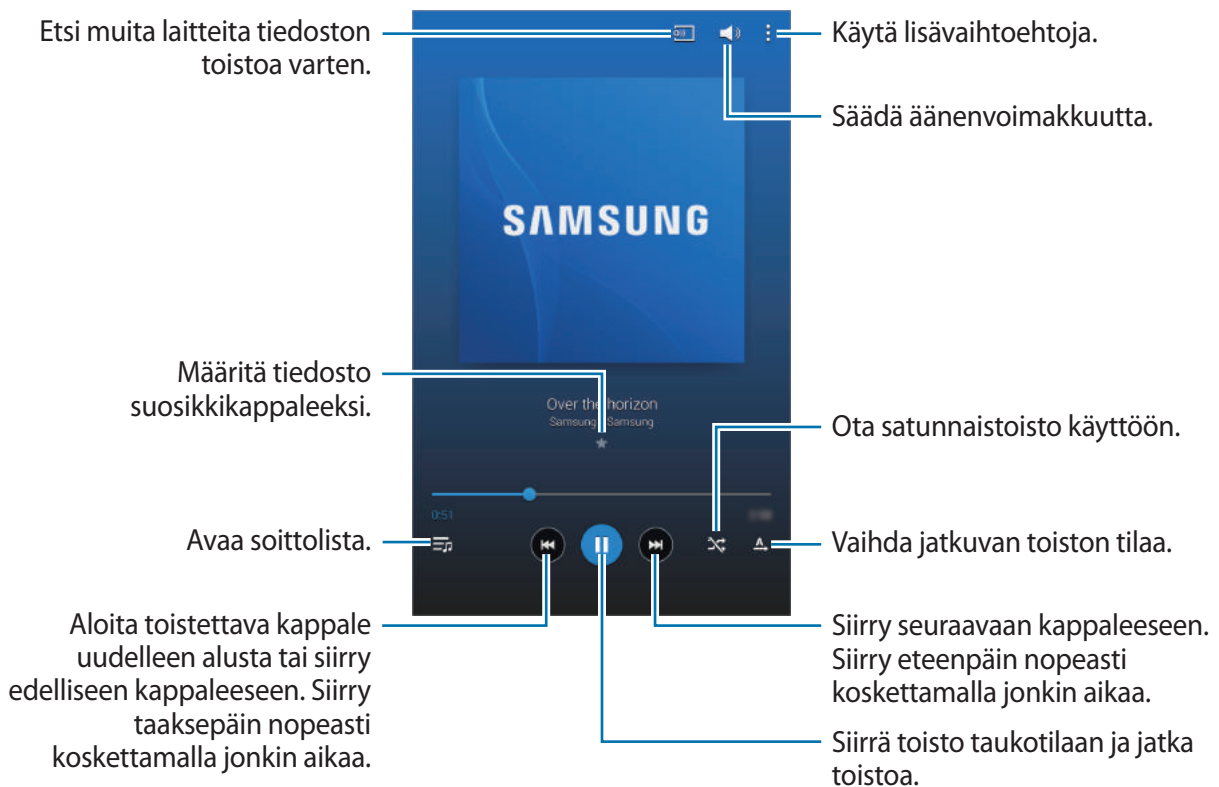 Etsi muita laitteita tiedoston
toistoa varten.
Käytä lisävaihtoehtoja.
Säädä äänenvoimakkuutta.
SAMSUNG
Määritä tiedosto
suosikkikappaleeksi.
Over the horizon
Samsung Samsung
Ota satunnaistoisto käyttöön.
0:51
Avaa soittolista.
Vaihda jatkuvan toiston tilaa.
Aloita toistettava kappale
uudelleen alusta tai siirry
edelliseen kappaleeseen. Siirry
taaksepäin nopeasti
koskettamalla jonkin aikaa.
Siirry seuraavaan kappaleeseen.
Siirry eteenpäin nopeasti
koskettamalla jonkin aikaa.
Siirrä toisto taukotilaan ja jatka
toistoa.